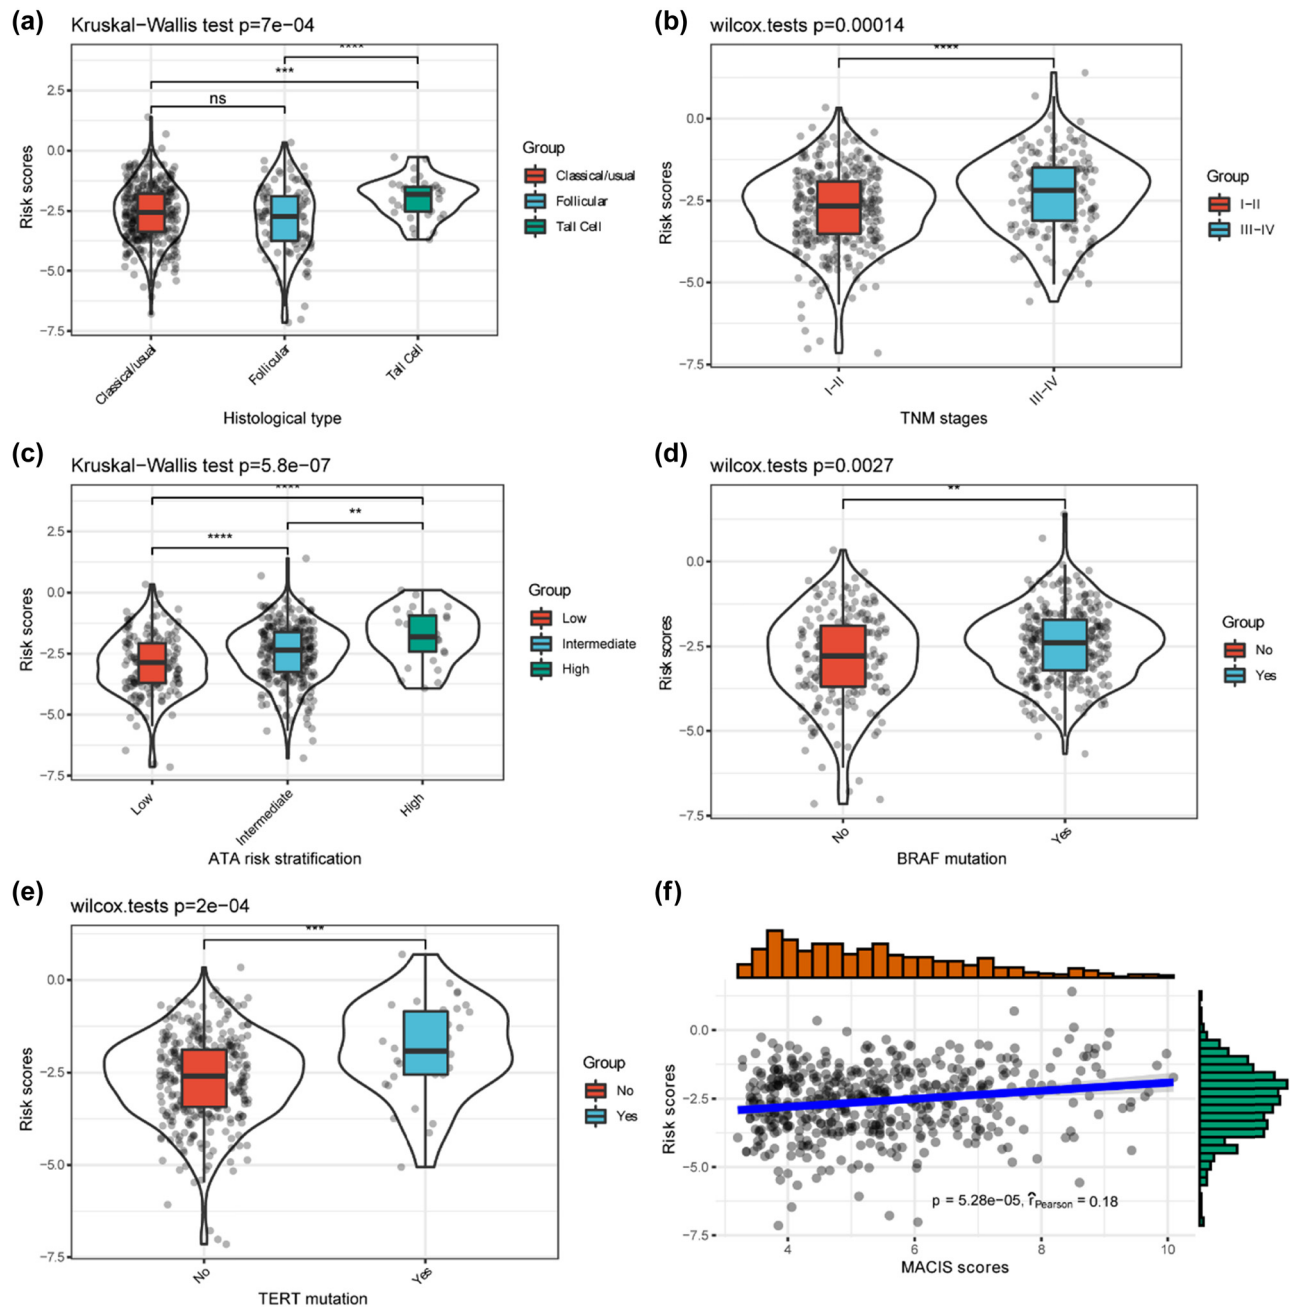 (a)
Kruskal−Wallis test p=7e−04
****
***
ns
2.5
0.0
−2.5
−5.0
−7.5
Risk scores
Classical/usual
Follicular
Tall Cell
Histological type
Group
Classical/usual
Follicular
Tall Cell
(b)
wilcox.tests p=0.00014
****
0.0
−2.5
−5.0
−7.5
Risk scores
I−II
III−IV
TNM stages
Group
I−II
III−IV
(c)
Kruskal−Wallis test p=5.8e−07
****
**
****
2.5
0.0
−2.5
−5.0
−7.5
Risk scores
Low
Intermediate
High
ATA risk stratification
Group
Low
Intermediate
High
(d)
wilcox.tests p=0.0027
**
0.0
−2.5
−5.0
−7.5
Risk scores
No
Yes
BRAF mutation
Group
No
Yes
(e)
wilcox.tests p=2e−04
***
0.0
−2.5
−5.0
−7.5
Risk scores
No
Yes
TERT mutation
Group
No
Yes
(f)
0.0
−2.5
−5.0
−7.5
Risk scores
p = 5.28e−05, r̂Pearson = 0.18
4
6
8
10
MACIS scores